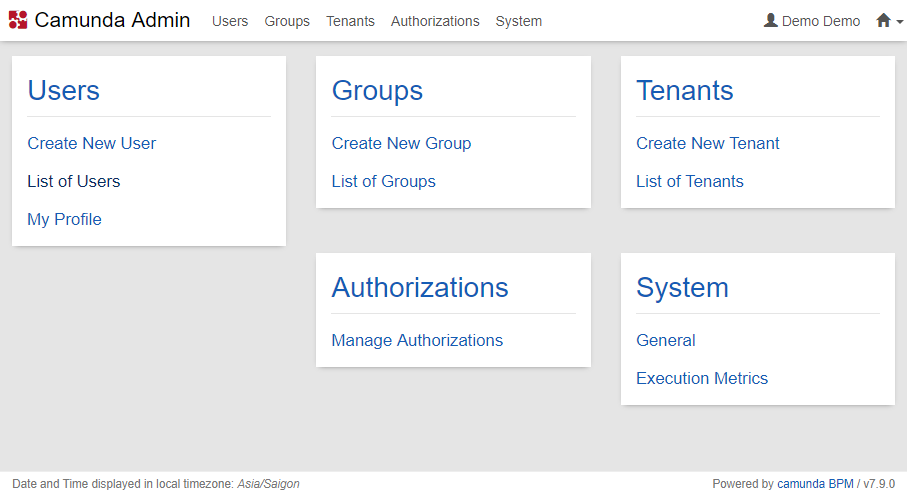 Camunda Admin Users Groups Tenants Authorizations System Demo Demo
Users
Create New User
List of Users
My Profile
Groups
Create New Group
List of Groups
Tenants
Create New Tenant
List of Tenants
Authorizations
Manage Authorizations
System
General
Execution Metrics
Date and Time displayed in local timezone: Asia/Saigon
Powered by camunda BPM / v7.9.0